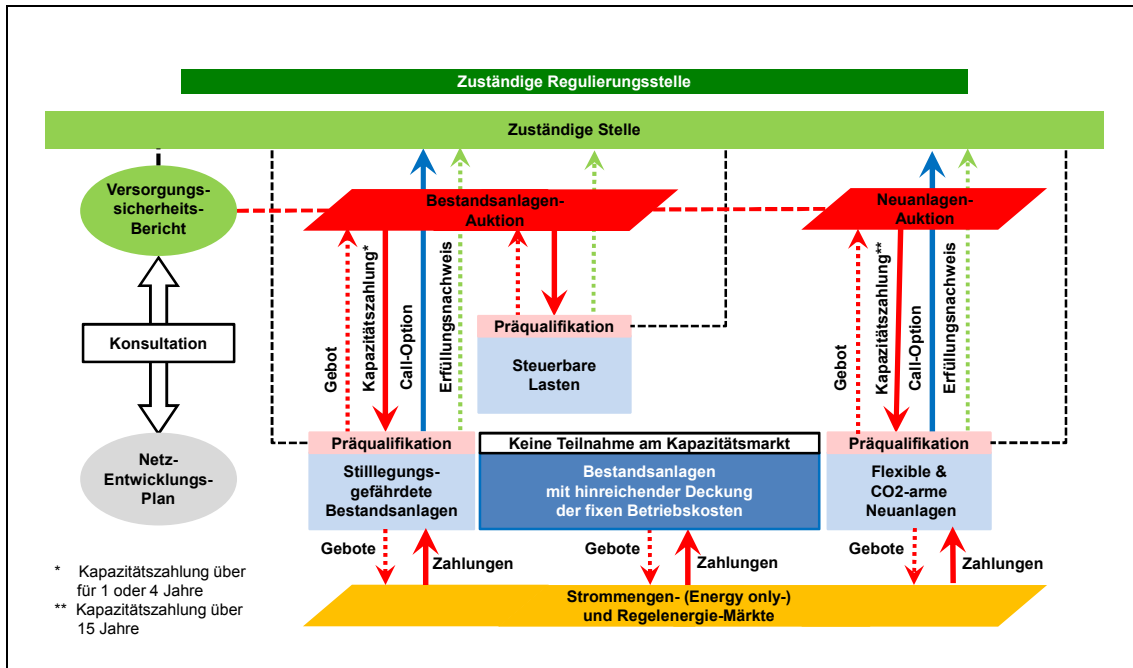 Zuständige Regulierungsstelle
Zuständige Stelle
Versorgungs-
sicherheits-
Bericht
Bestandsanlagen-
Auktion
Neuanlagen-
Auktion
Konsultation
Netz-
Entwicklungs-
Plan
Gebot
Kapazitätszahlung*
Call-Option
Erfüllungsnachweis
Präqualifikation
Steuerbare
Lasten
Gebot
Kapazitätszahlung**
Call-Option
Erfüllungsnachweis
Präqualifikation
Stilllegungs-
gefährdete
Bestandsanlagen
Keine Teilnahme am Kapazitätsmarkt
Bestandsanlagen
mit hinreichender Deckung
der fixen Betriebskosten
Präqualifikation
Flexible &
CO2-arme
Neuanlagen
Gebote
Zahlungen
Gebote
Zahlungen
Gebote
Zahlungen
Strommengen- (Energy only-)
und Regelenergie-Märkte
* Kapazitätszahlung über
für 1 oder 4 Jahre
** Kapazitätszahlung über
15 Jahre